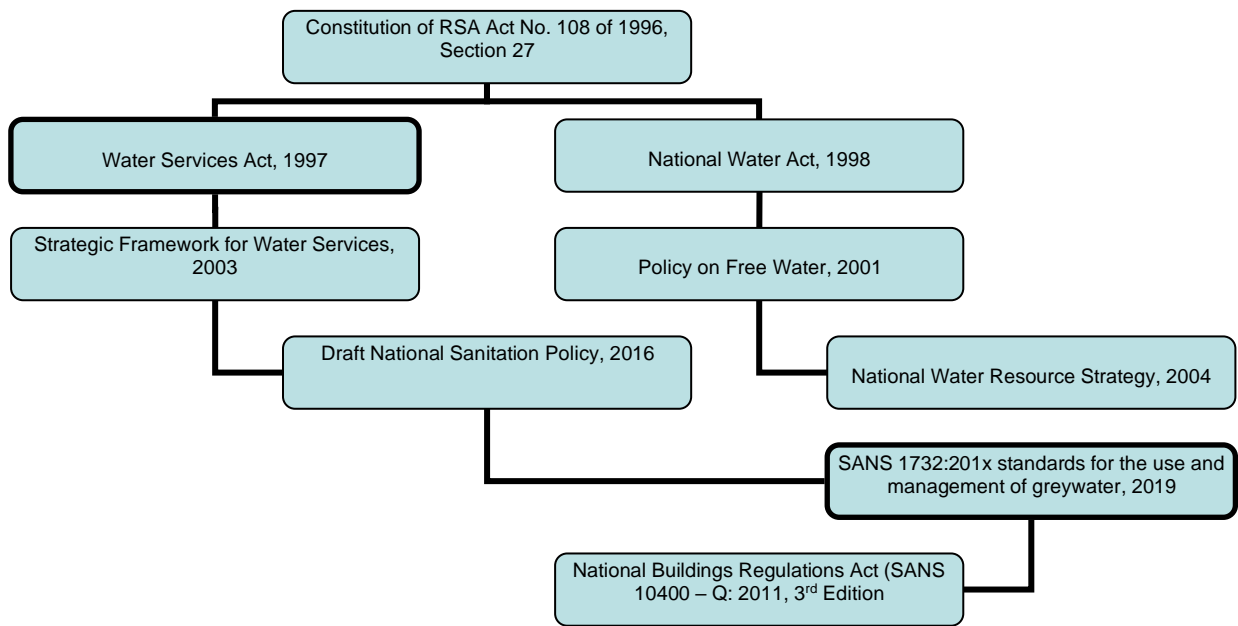 Constitution of RSA Act No. 108 of 1996,
Section 27
Water Services Act, 1997
National Water Act, 1998
Strategic Framework for Water Services,
2003
Policy on Free Water, 2001
Draft National Sanitation Policy, 2016
National Water Resource Strategy, 2004
SANS 1732:201x standards for the use and
management of greywater, 2019
National Buildings Regulations Act (SANS
10400 – Q: 2011, 3rd Edition